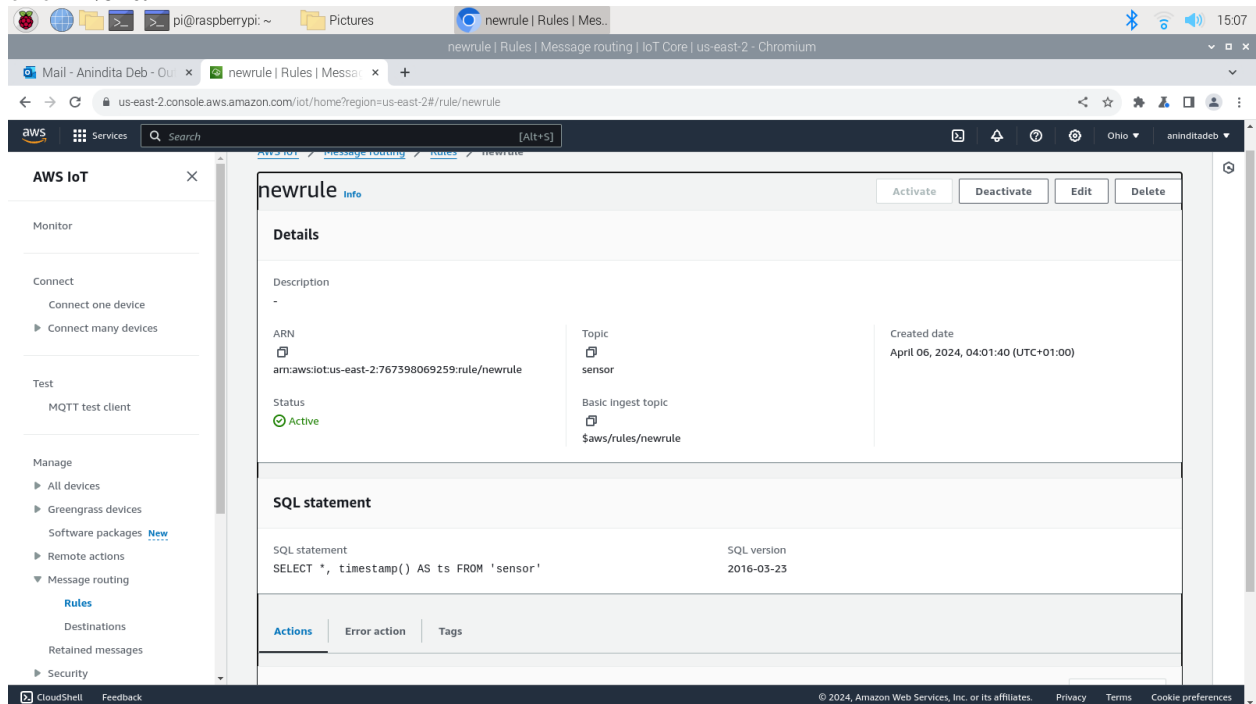 pi@raspberrypi: ~ Pictures newrule | Rules | Mes.. 15:07
newrule | Rules | Message routing | IoT Core | us-east-2 - Chromium
Mail - Anindita Deb - Ou newrule | Rules | Messa
us-east-2.console.aws.amazon.com/iot/home?region=us-east-2#/rule/newrule
aws Services Search [Alt+S] Ohio aninditadeb
AWS IoT > Message routing > Rules > newrule
AWS IoT
Monitor
Connect
Connect one device
Connect many devices
Test
MQTT test client
Manage
All devices
Greengrass devices
Software packages New
Remote actions
Message routing
Rules
Destinations
Retained messages
Security
newrule Info Activate Deactivate Edit Delete
Details
Description
-
ARN
arn:aws:iot:us-east-2:767398069259:rule/newrule
Status
Active
Topic
sensor
Basic ingest topic
$aws/rules/newrule
Created date
April 06, 2024, 04:01:40 (UTC+01:00)
SQL statement
SQL statement
SELECT *, timestamp() AS ts FROM 'sensor'
SQL version
2016-03-23
Actions Error action Tags
CloudShell Feedback © 2024, Amazon Web Services, Inc. or its affiliates. Privacy Terms Cookie preferences